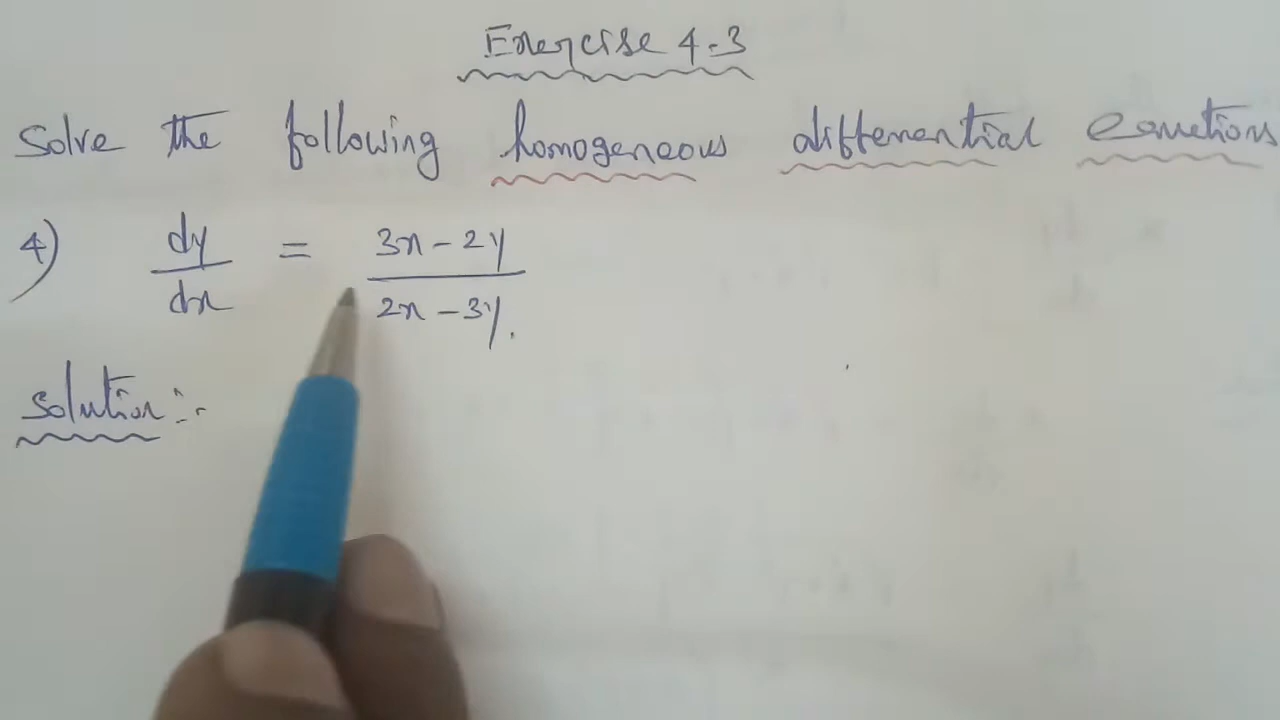 Exercise 4.3
Solve the following homogeneous differential equations
4) dy/dx = 3x - 2y / 2x - 3y.
Solution:-